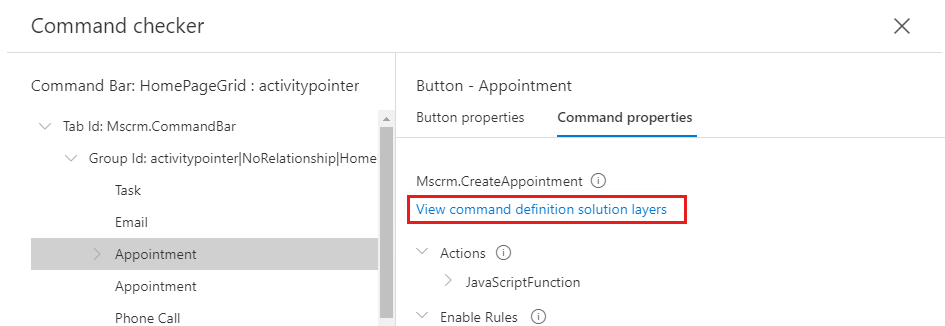 Command checker
Command Bar: HomePageGrid : activitypointer
Tab Id: Mscrm.CommandBar
Group Id: activitypointer|NoRelationship|Home
Task
Email
Appointment
Appointment
Phone Call
Button - Appointment
Button properties
Command properties
Mscrm.CreateAppointment
View command definition solution layers
Actions
JavaScriptFunction
Enable Rules